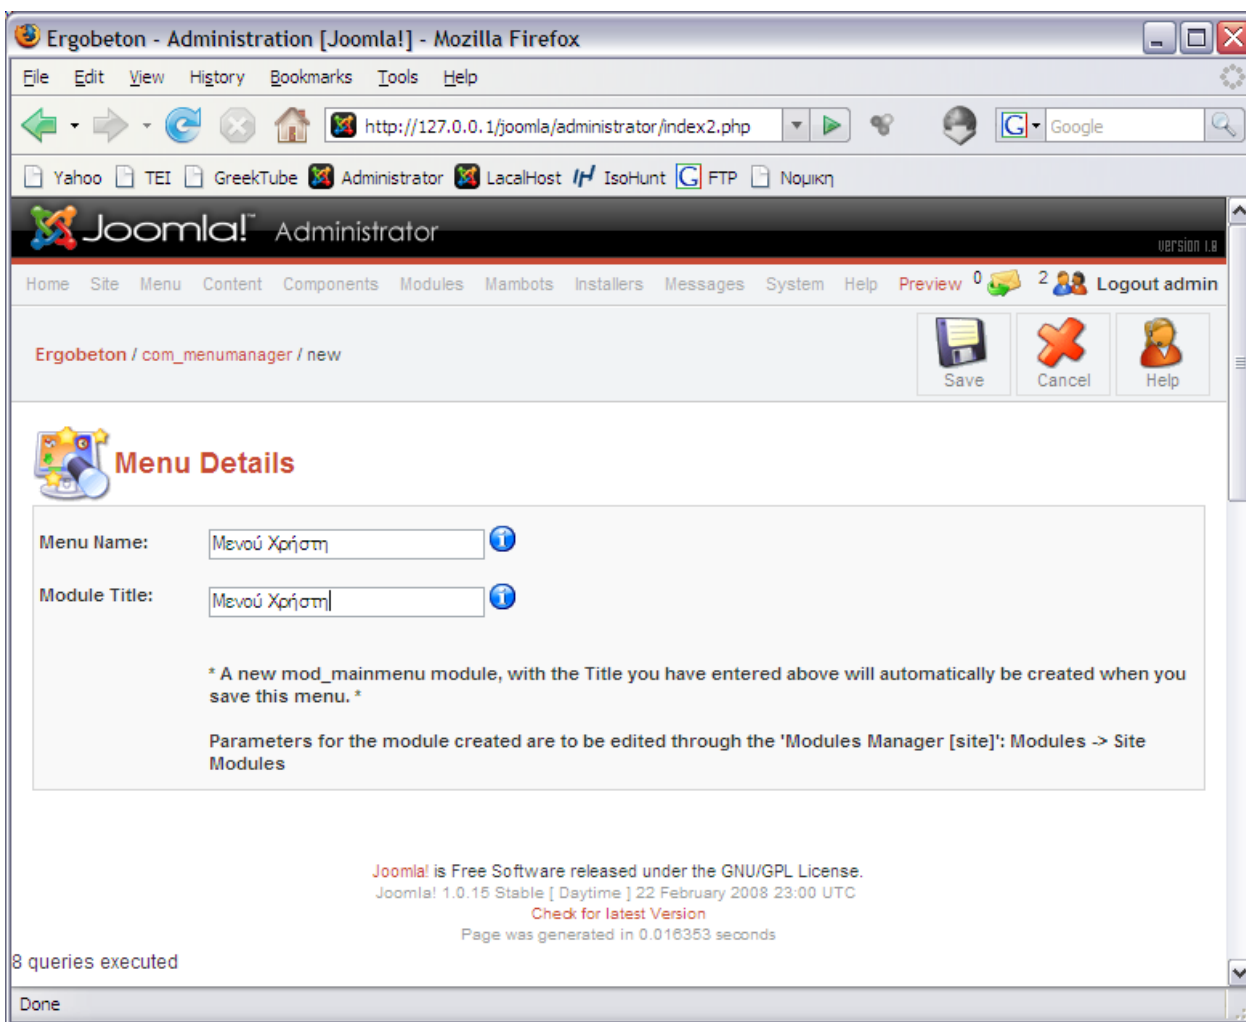 Ergobeton - Administration [Joomla!] - Mozilla Firefox
File Edit View History Bookmarks Tools Help
http://127.0.0.1/joomla/administrator/index2.php G Google
Yahoo TEI GreekTube Administrator LacalHost IsoHunt G FTP Νομικη
Joomla!™ Administrator
version 1.0
Home Site Menu Content Components Modules Mambots Installers Messages System Help Preview 0 2 Logout admin
Ergobeton / com_menumanager / new
Save Cancel Help
Menu Details
Menu Name: Μενού Χρήστη
Module Title: Μενού Χρήστη
* A new mod_mainmenu module, with the Title you have entered above will automatically be created when you
save this menu. *
Parameters for the module created are to be edited through the 'Modules Manager [site]': Modules -> Site
Modules
Joomla! is Free Software released under the GNU/GPL License.
Joomla! 1.0.15 Stable [ Daytime ] 22 February 2008 23:00 UTC
Check for latest Version
Page was generated in 0.016353 seconds
8 queries executed
Done